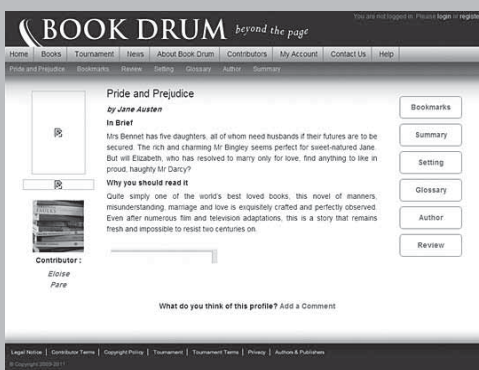 You are not logged in. Please login or registe
BOOK DRUM beyond the page
Home Books Tournament News About Book Drum Contributors My Account Contact Us Help
Pride and Prejudice Bookmarks Review Setting Glossary Author Summary
Pride and Prejudice
by Jane Austen
In Brief
Mrs Bennet has five daughters, all of whom need husbands if their futures are to be
secured. The rich and charming Mr Bingley seems perfect for sweet-natured Jane.
But will Elizabeth, who has resolved to marry only for love, find anything to like in
proud, haughty Mr Darcy?
Why you should read it
Quite simply one of the world's best loved books, this novel of manners,
misunderstanding, marriage and love is exquisitely crafted and perfectly observed.
Even after numerous film and television adaptations, this is a story that remains
fresh and impossible to resist two centuries on.
Contributor :
Eloise
Pare
Bookmarks
Summary
Setting
Glossary
Author
Review
What do you think of this profile? Add a Comment
Legal Notice | Contributor Terms | Copyright Policy | Tournament | Tournament Terms | Privacy | Authors & Publishers
© Copyright 2009-2011